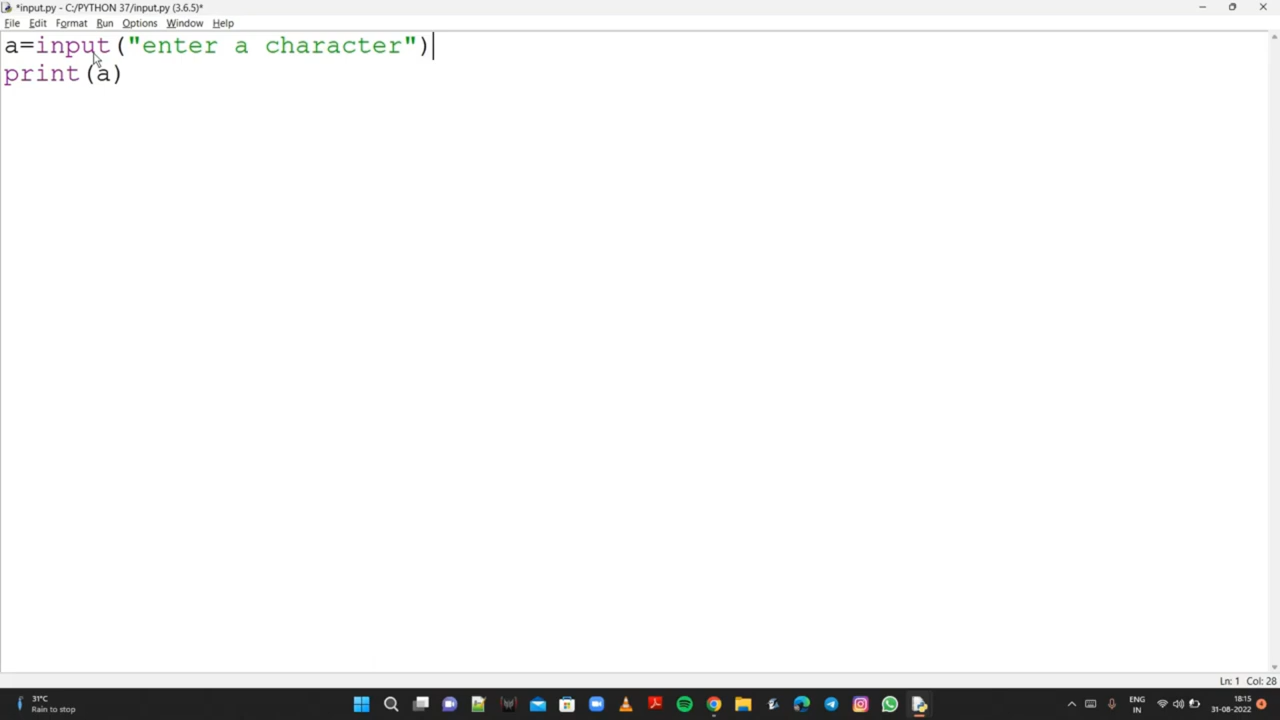 *input.py - C:/PYTHON 37/input.py (3.6.5)*
File Edit Format Run Options Window Help
a=input("enter a character")
print(a)
Ln: 1 Col: 28
31°C
Rain to stop
ENG
IN
18:15
31-08-2022